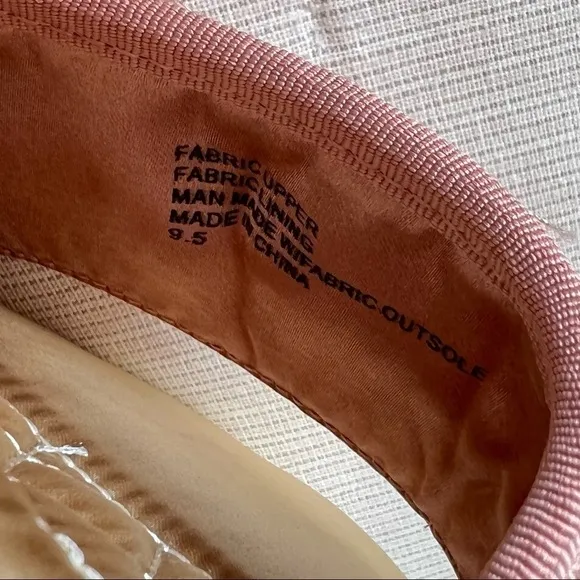 FABRIC UPPER
FABRIC LINING
MAN MADE W/FABRIC OUTSOLE
MADE IN CHINA
9.5